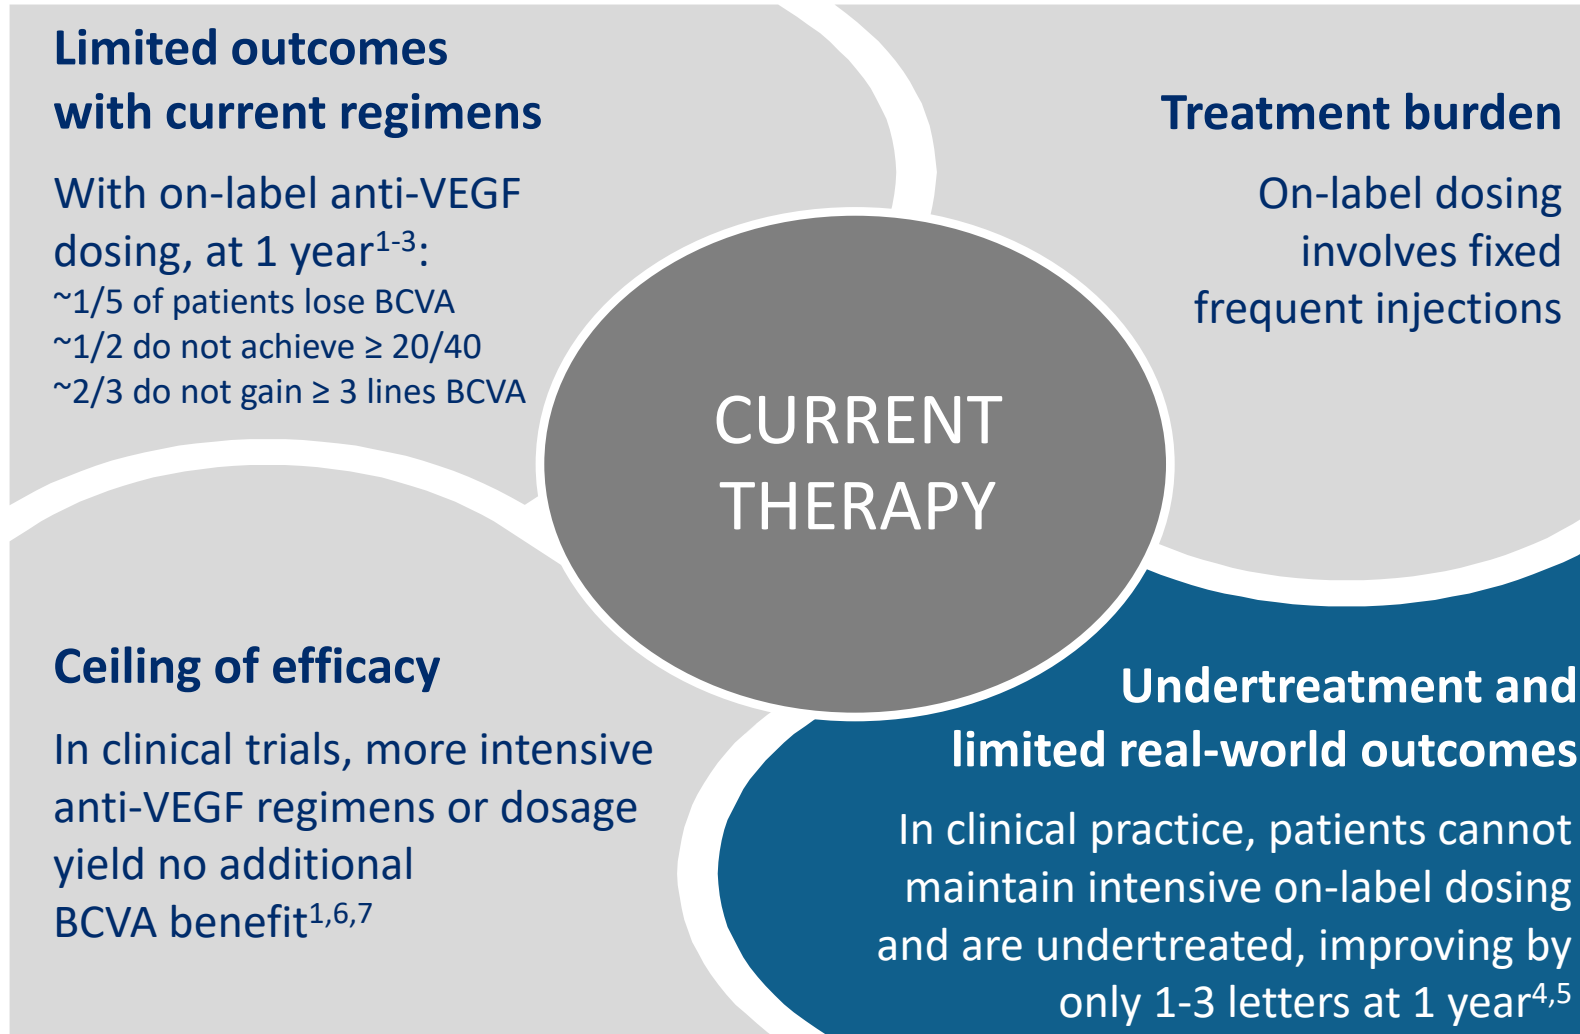 Limited outcomes
with current regimens
With on-label anti-VEGF
dosing, at 1 year1-3:
~1/5 of patients lose BCVA
~1/2 do not achieve ≥ 20/40
~2/3 do not gain ≥ 3 lines BCVA
Treatment burden
On-label dosing
involves fixed
frequent injections
CURRENT
THERAPY
Ceiling of efficacy
In clinical trials, more intensive
anti-VEGF regimens or dosage
yield no additional
BCVA benefit1,6,7
Undertreatment and
limited real-world outcomes
In clinical practice, patients cannot
maintain intensive on-label dosing
and are undertreated, improving by
only 1-3 letters at 1 year4,5